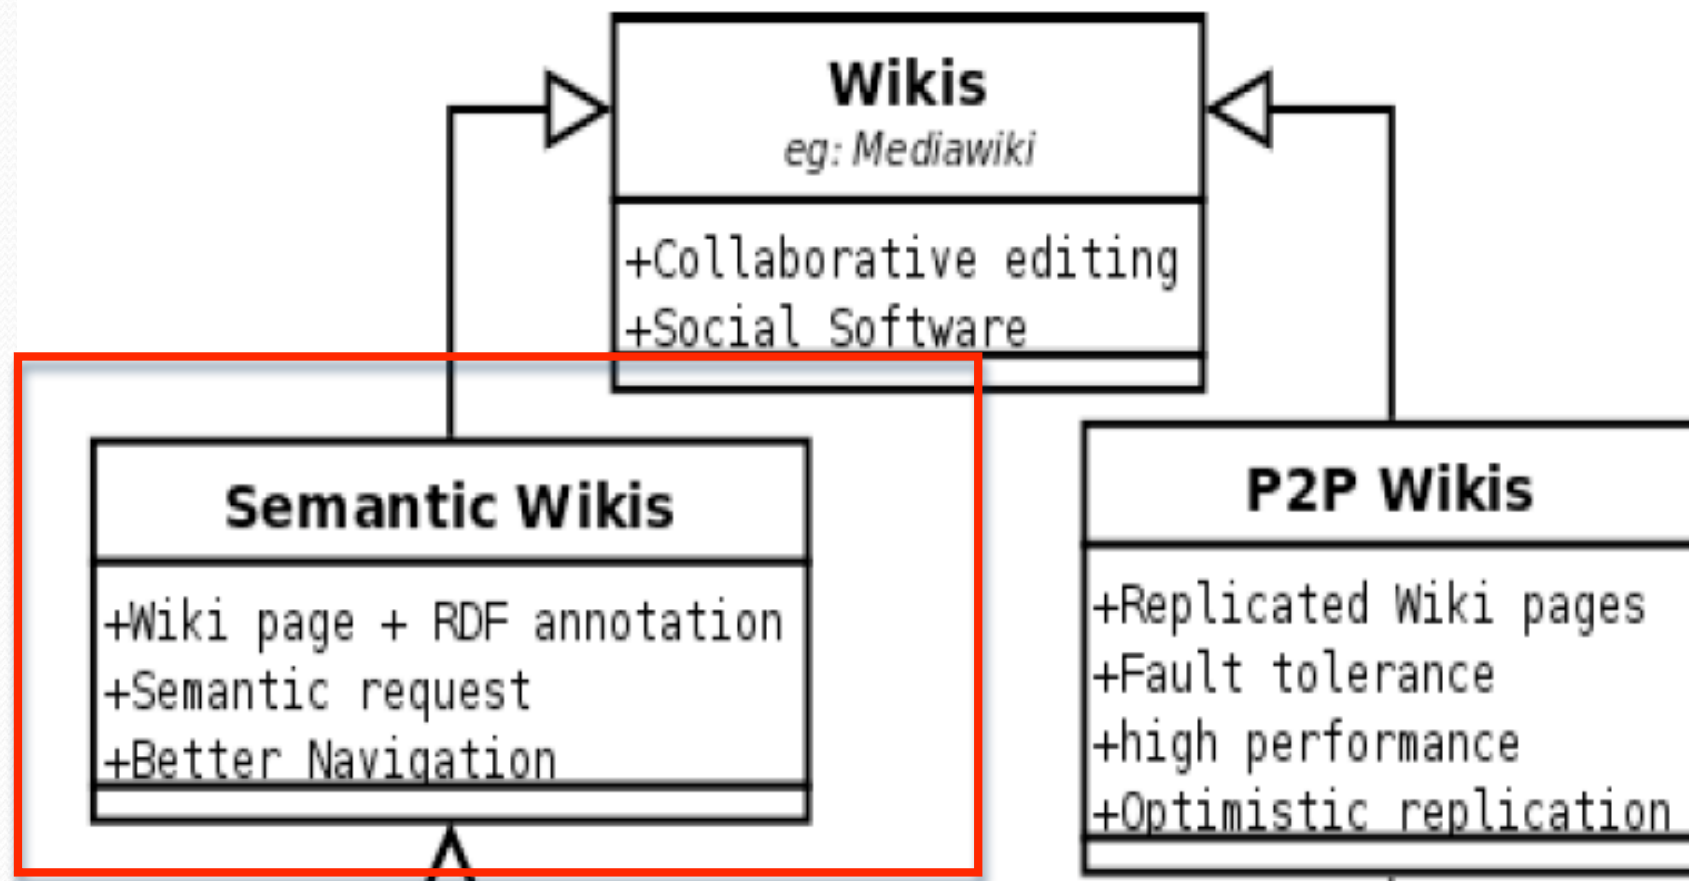 Wikis
eg: Mediawiki
+Collaborative editing
+Social Software
Semantic Wikis
+Wiki page + RDF annotation
+Semantic request
+Better Navigation
P2P Wikis
+Replicated Wiki pages
+Fault tolerance
+high performance
+Optimistic replication